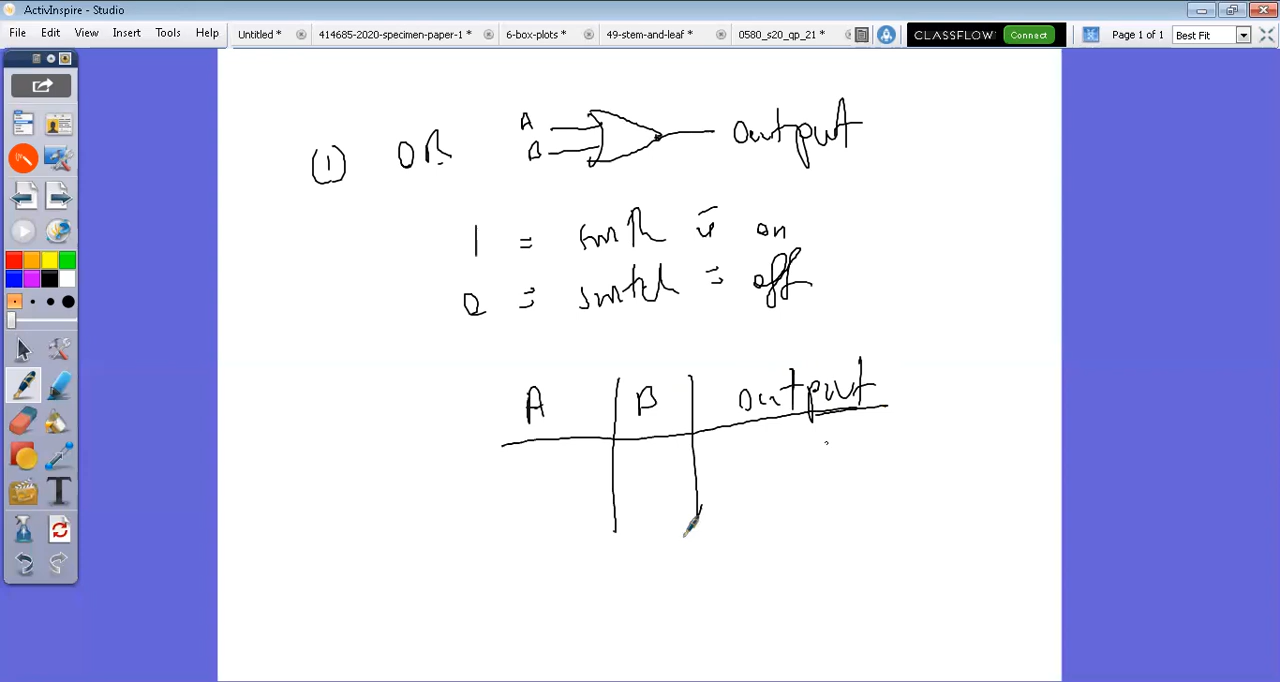 ActivInspire - Studio
File Edit View Insert Tools Help
Untitled * 414685-2020-specimen-paper-1 * 6-box-plots * 49-stem-and-leaf * 0580_s20_qp_21 * CLASSFLOW Connect Page 1 of 1 Best Fit
(1) OR A B output
1 = switch is on
0 = switch = off
A B output